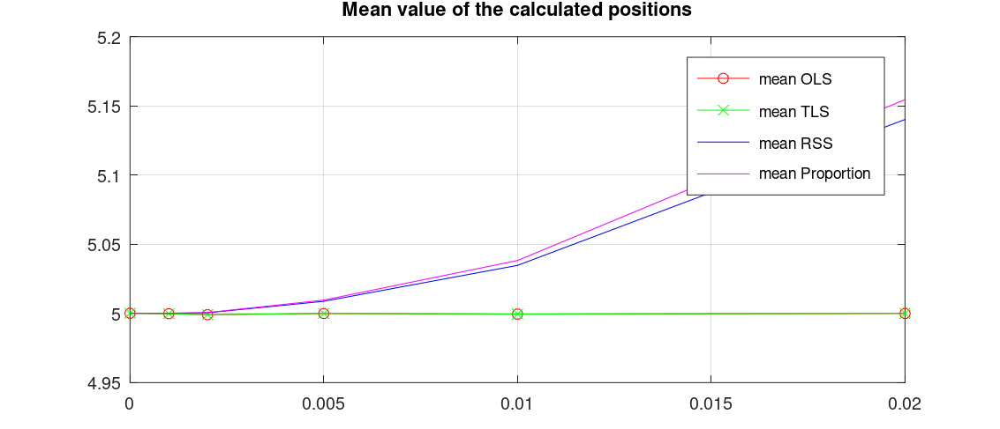 Mean value of the calculated positions
5.2
5.15
5.1
5.05
5
4.95
0 0.005 0.01 0.015 0.02
mean OLS
mean TLS
mean RSS
mean Proportion